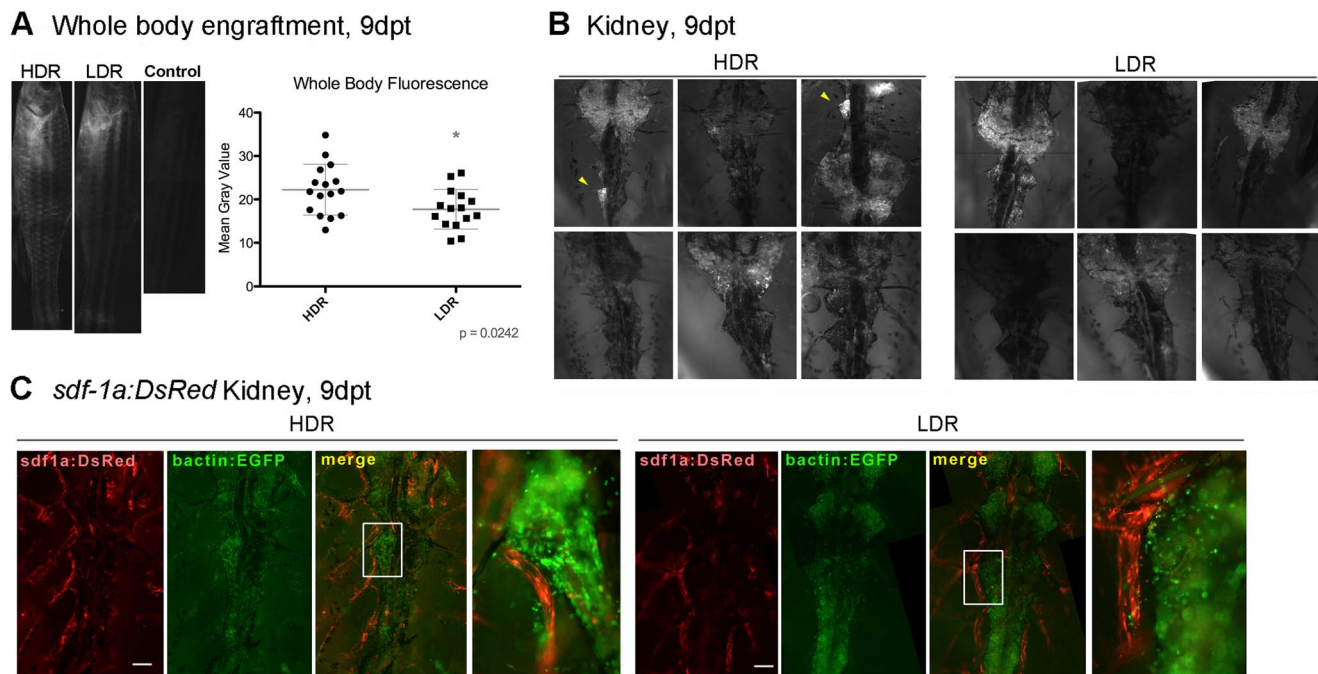 A Whole body engraftment, 9dpt
HDR LDR Control
Whole Body Fluorescence
Mean Gray Value
40
30
20
10
0
*
HDR
LDR
p = 0.0242
B Kidney, 9dpt
HDR
LDR
C sdf-1a:DsRed Kidney, 9dpt
HDR
sdf1a:DsRed bactin:EGFP merge
LDR
sdf1a:DsRed bactin:EGFP merge